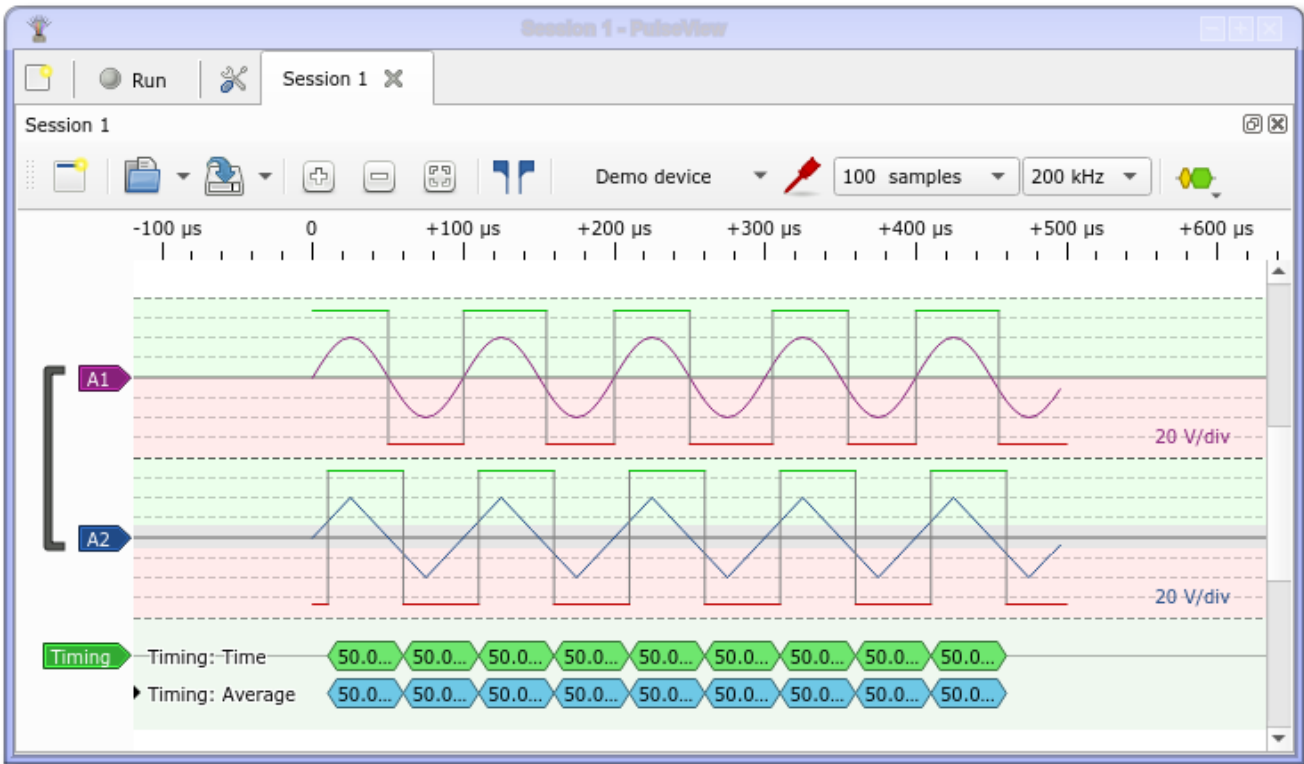 Session 1 - PulseView
Run
Session 1
Session 1
Demo device
100 samples
200 kHz
-100 µs 0 +100 µs +200 µs +300 µs +400 µs +500 µs +600 µs
A1
20 V/div
A2
20 V/div
Timing Timing: Time 50.0... 50.0... 50.0... 50.0... 50.0... 50.0... 50.0... 50.0... 50.0...
Timing: Average 50.0... 50.0... 50.0... 50.0... 50.0... 50.0... 50.0... 50.0... 50.0...